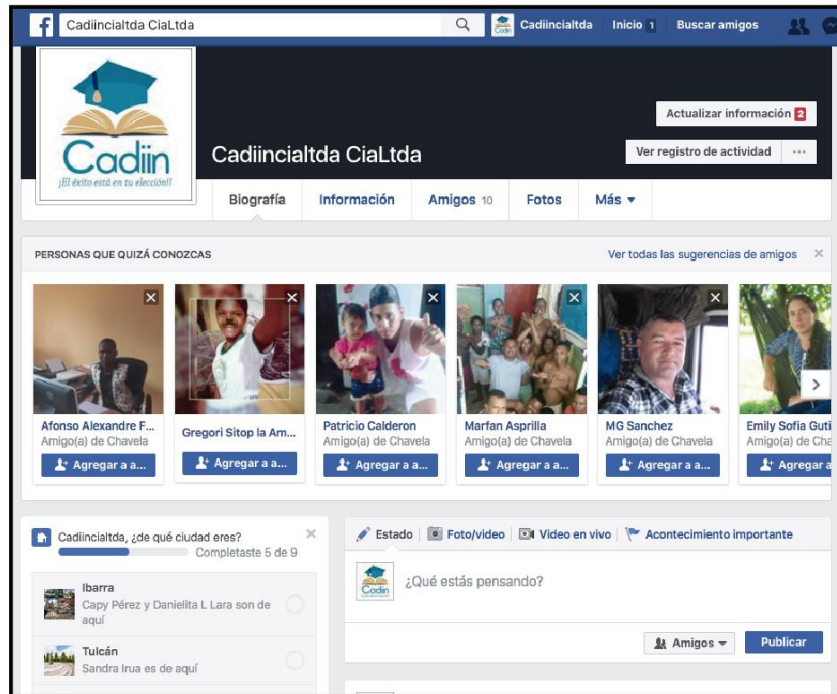 Cadiincialtda CiaLtda
Cadiincialtda
Inicio 1
Buscar amigos
Cadiin
¡El éxito está en tu elección!!
Cadiincialtda CiaLtda
Actualizar información 2
Ver registro de actividad ...
Biografía
Información
Amigos 10
Fotos
Más
PERSONAS QUE QUIZÁ CONOZCAS
Ver todas las sugerencias de amigos
Afonso Alexandre F...
Amigo(a) de Chavela
Agregar a a...
Gregori Sitop la Am...
Agregar a a...
Patricio Calderon
Amigo(a) de Chavela
Agregar a a...
Marfan Asprilla
Amigo(a) de Chavela
Agregar a a...
MG Sanchez
Amigo(a) de Chavela
Agregar a a...
Emily Sofia Guti
Amigo(a) de Cha
Agregar a
Cadiincialtda, ¿de qué ciudad eres?
Completaste 5 de 9
Ibarra
Capy Pérez y Danielita L Lara son de
aquí
Tulcán
Sandra Irua es de aquí
Estado
Foto/video
Video en vivo
Acontecimiento importante
Cadiin
¿Qué estás pensando?
Amigos
Publicar